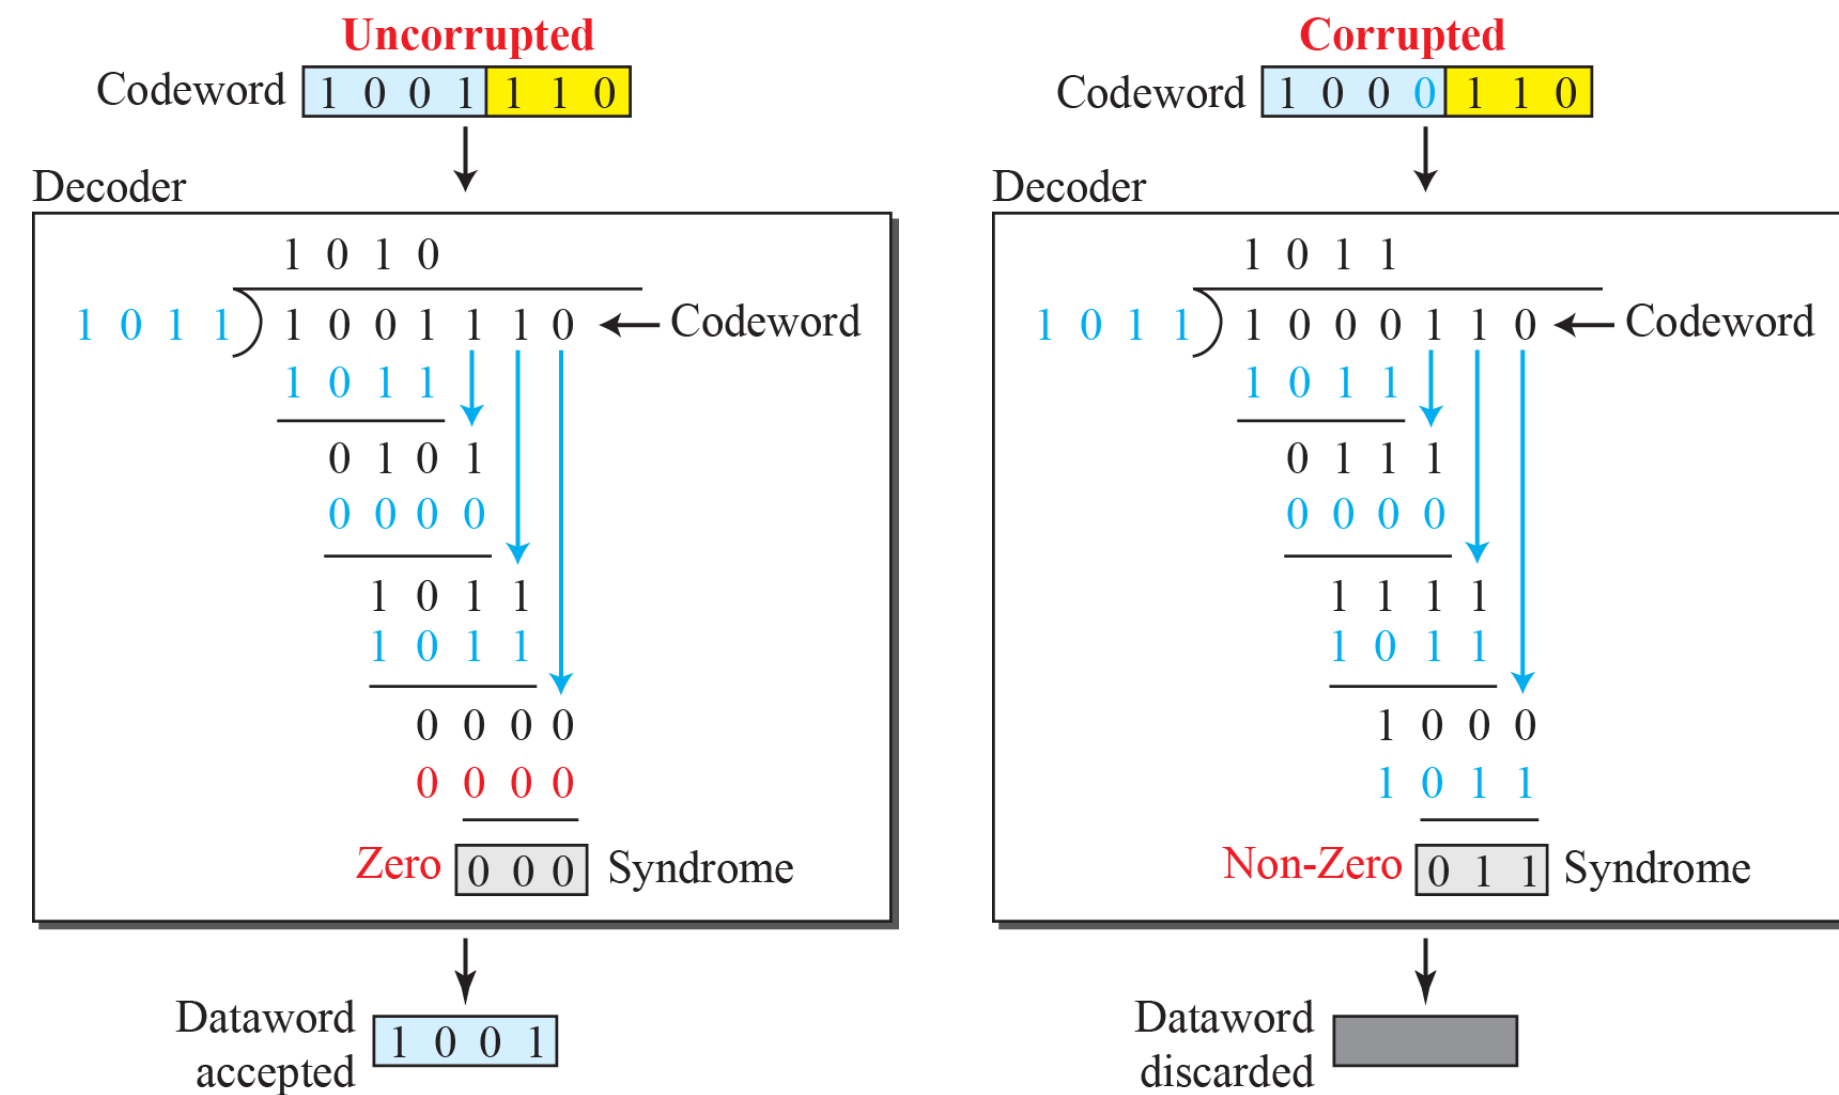 Uncorrupted
Codeword 1 0 0 1 1 1 0
Decoder
1 0 1 0
1 0 1 1 1 0 0 1 1 1 0 Codeword
1 0 1 1
0 1 0 1
0 0 0 0
1 0 1 1
1 0 1 1
0 0 0 0
0 0 0 0
Zero 0 0 0 Syndrome
Dataword
accepted
1 0 0 1
Corrupted
Codeword 1 0 0 0 1 1 0
Decoder
1 0 1 1
1 0 1 1 1 0 0 0 1 1 0 Codeword
1 0 1 1
0 1 1 1
0 0 0 0
1 1 1 1
1 0 1 1
1 0 0 0
1 0 1 1
Non-Zero 0 1 1 Syndrome
Dataword
discarded